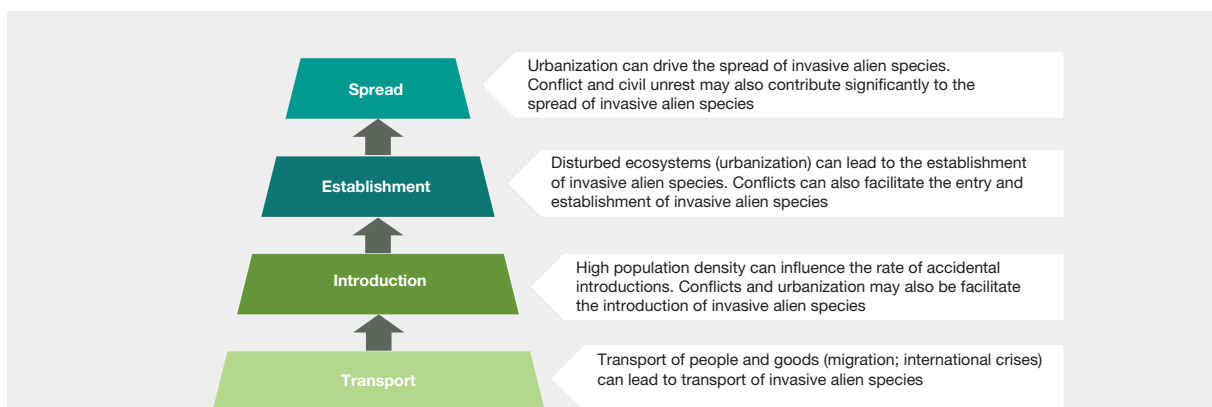 Spread
Urbanization can drive the spread of invasive alien species.
Conflict and civil unrest may also contribute significantly to the
spread of invasive alien species
Establishment
Disturbed ecosystems (urbanization) can lead to the establishment
of invasive alien species. Conflicts can also facilitate the entry and
establishment of invasive alien species
Introduction
High population density can influence the rate of accidental
introductions. Conflicts and urbanization may also be facilitate
the introduction of invasive alien species
Transport
Transport of people and goods (migration; international crises)
can lead to transport of invasive alien species